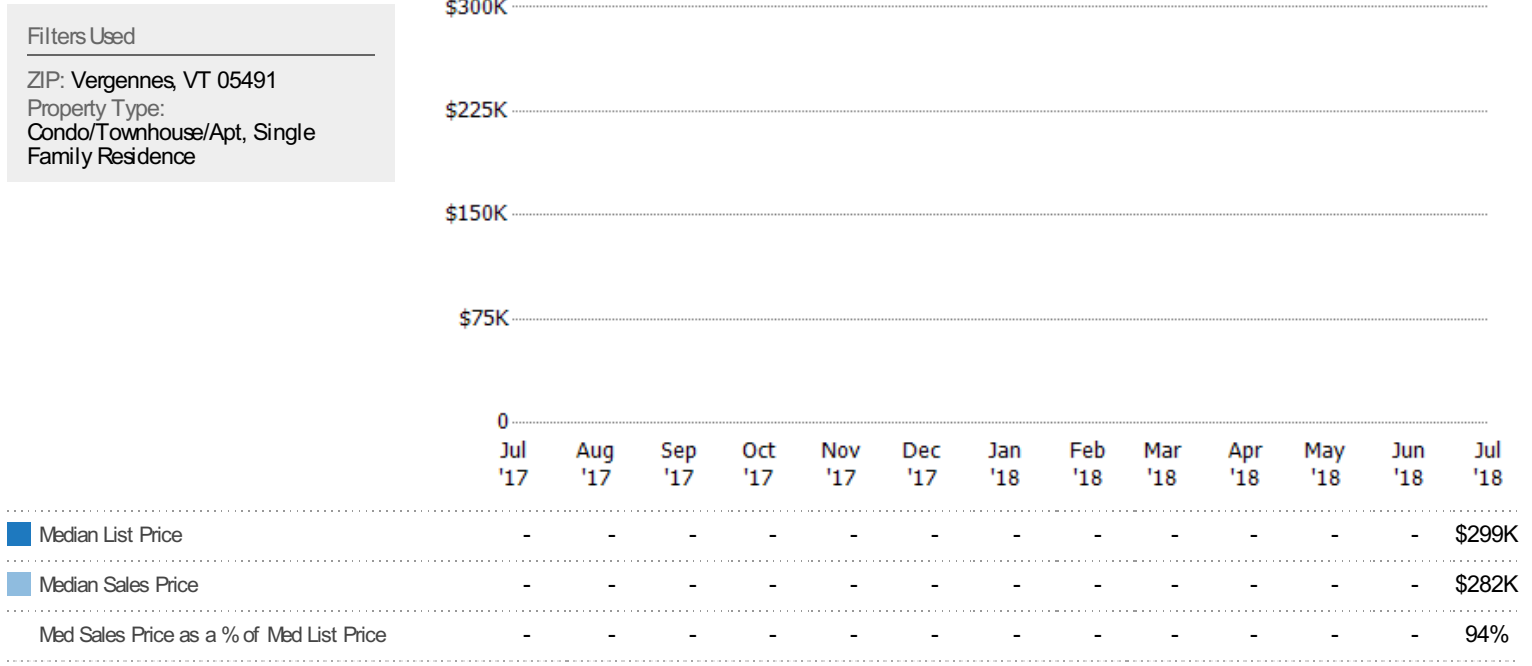 Filters Used
ZIP: Vergennes, VT 05491
Property Type:
Condo/Townhouse/Apt, Single
Family Residence
$300K
$225K
$150K
$75K
0
Jul Aug Sep Oct Nov Dec Jan Feb Mar Apr May Jun Jul
'17 '17 '17 '17 '17 '17 '18 '18 '18 '18 '18 '18 '18
Median List Price - - - - - - - - - - - - $299K
Median Sales Price - - - - - - - - - - - - $282K
Med Sales Price as a % of Med List Price - - - - - - - - - - - - 94%